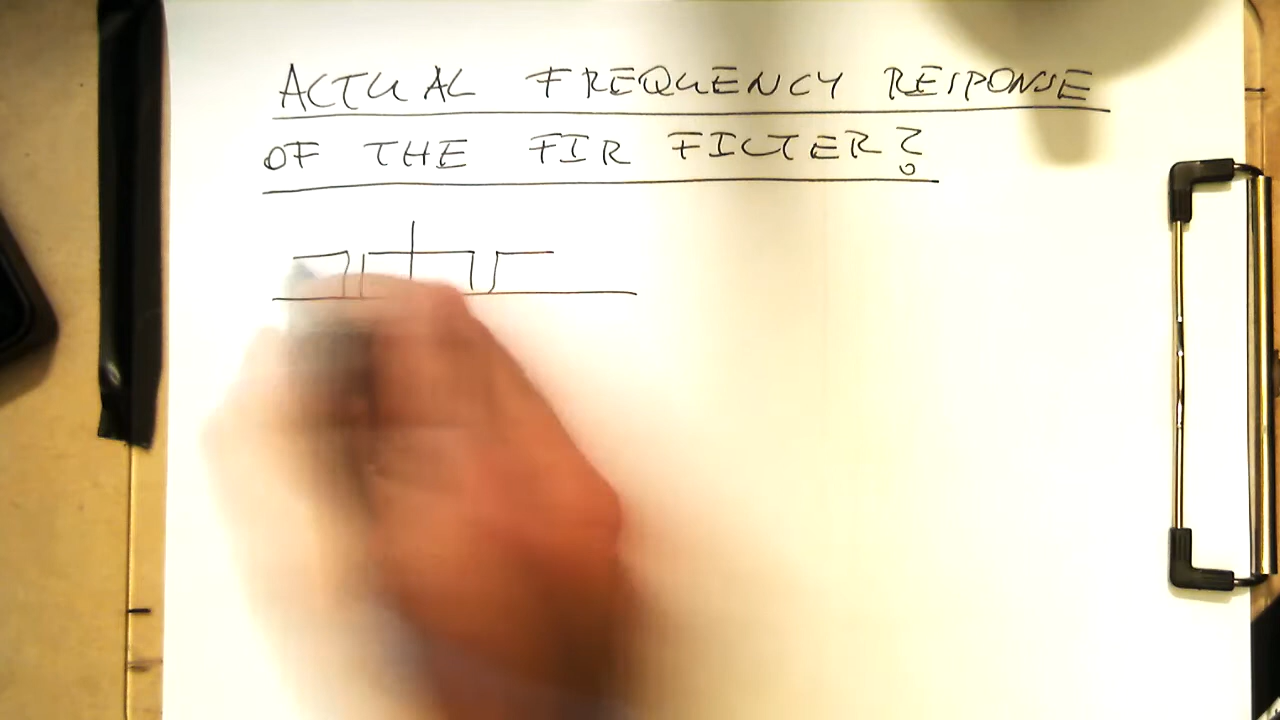 ACTUAL FREQUENCY RESPONSE
OF THE FIR FILTER?